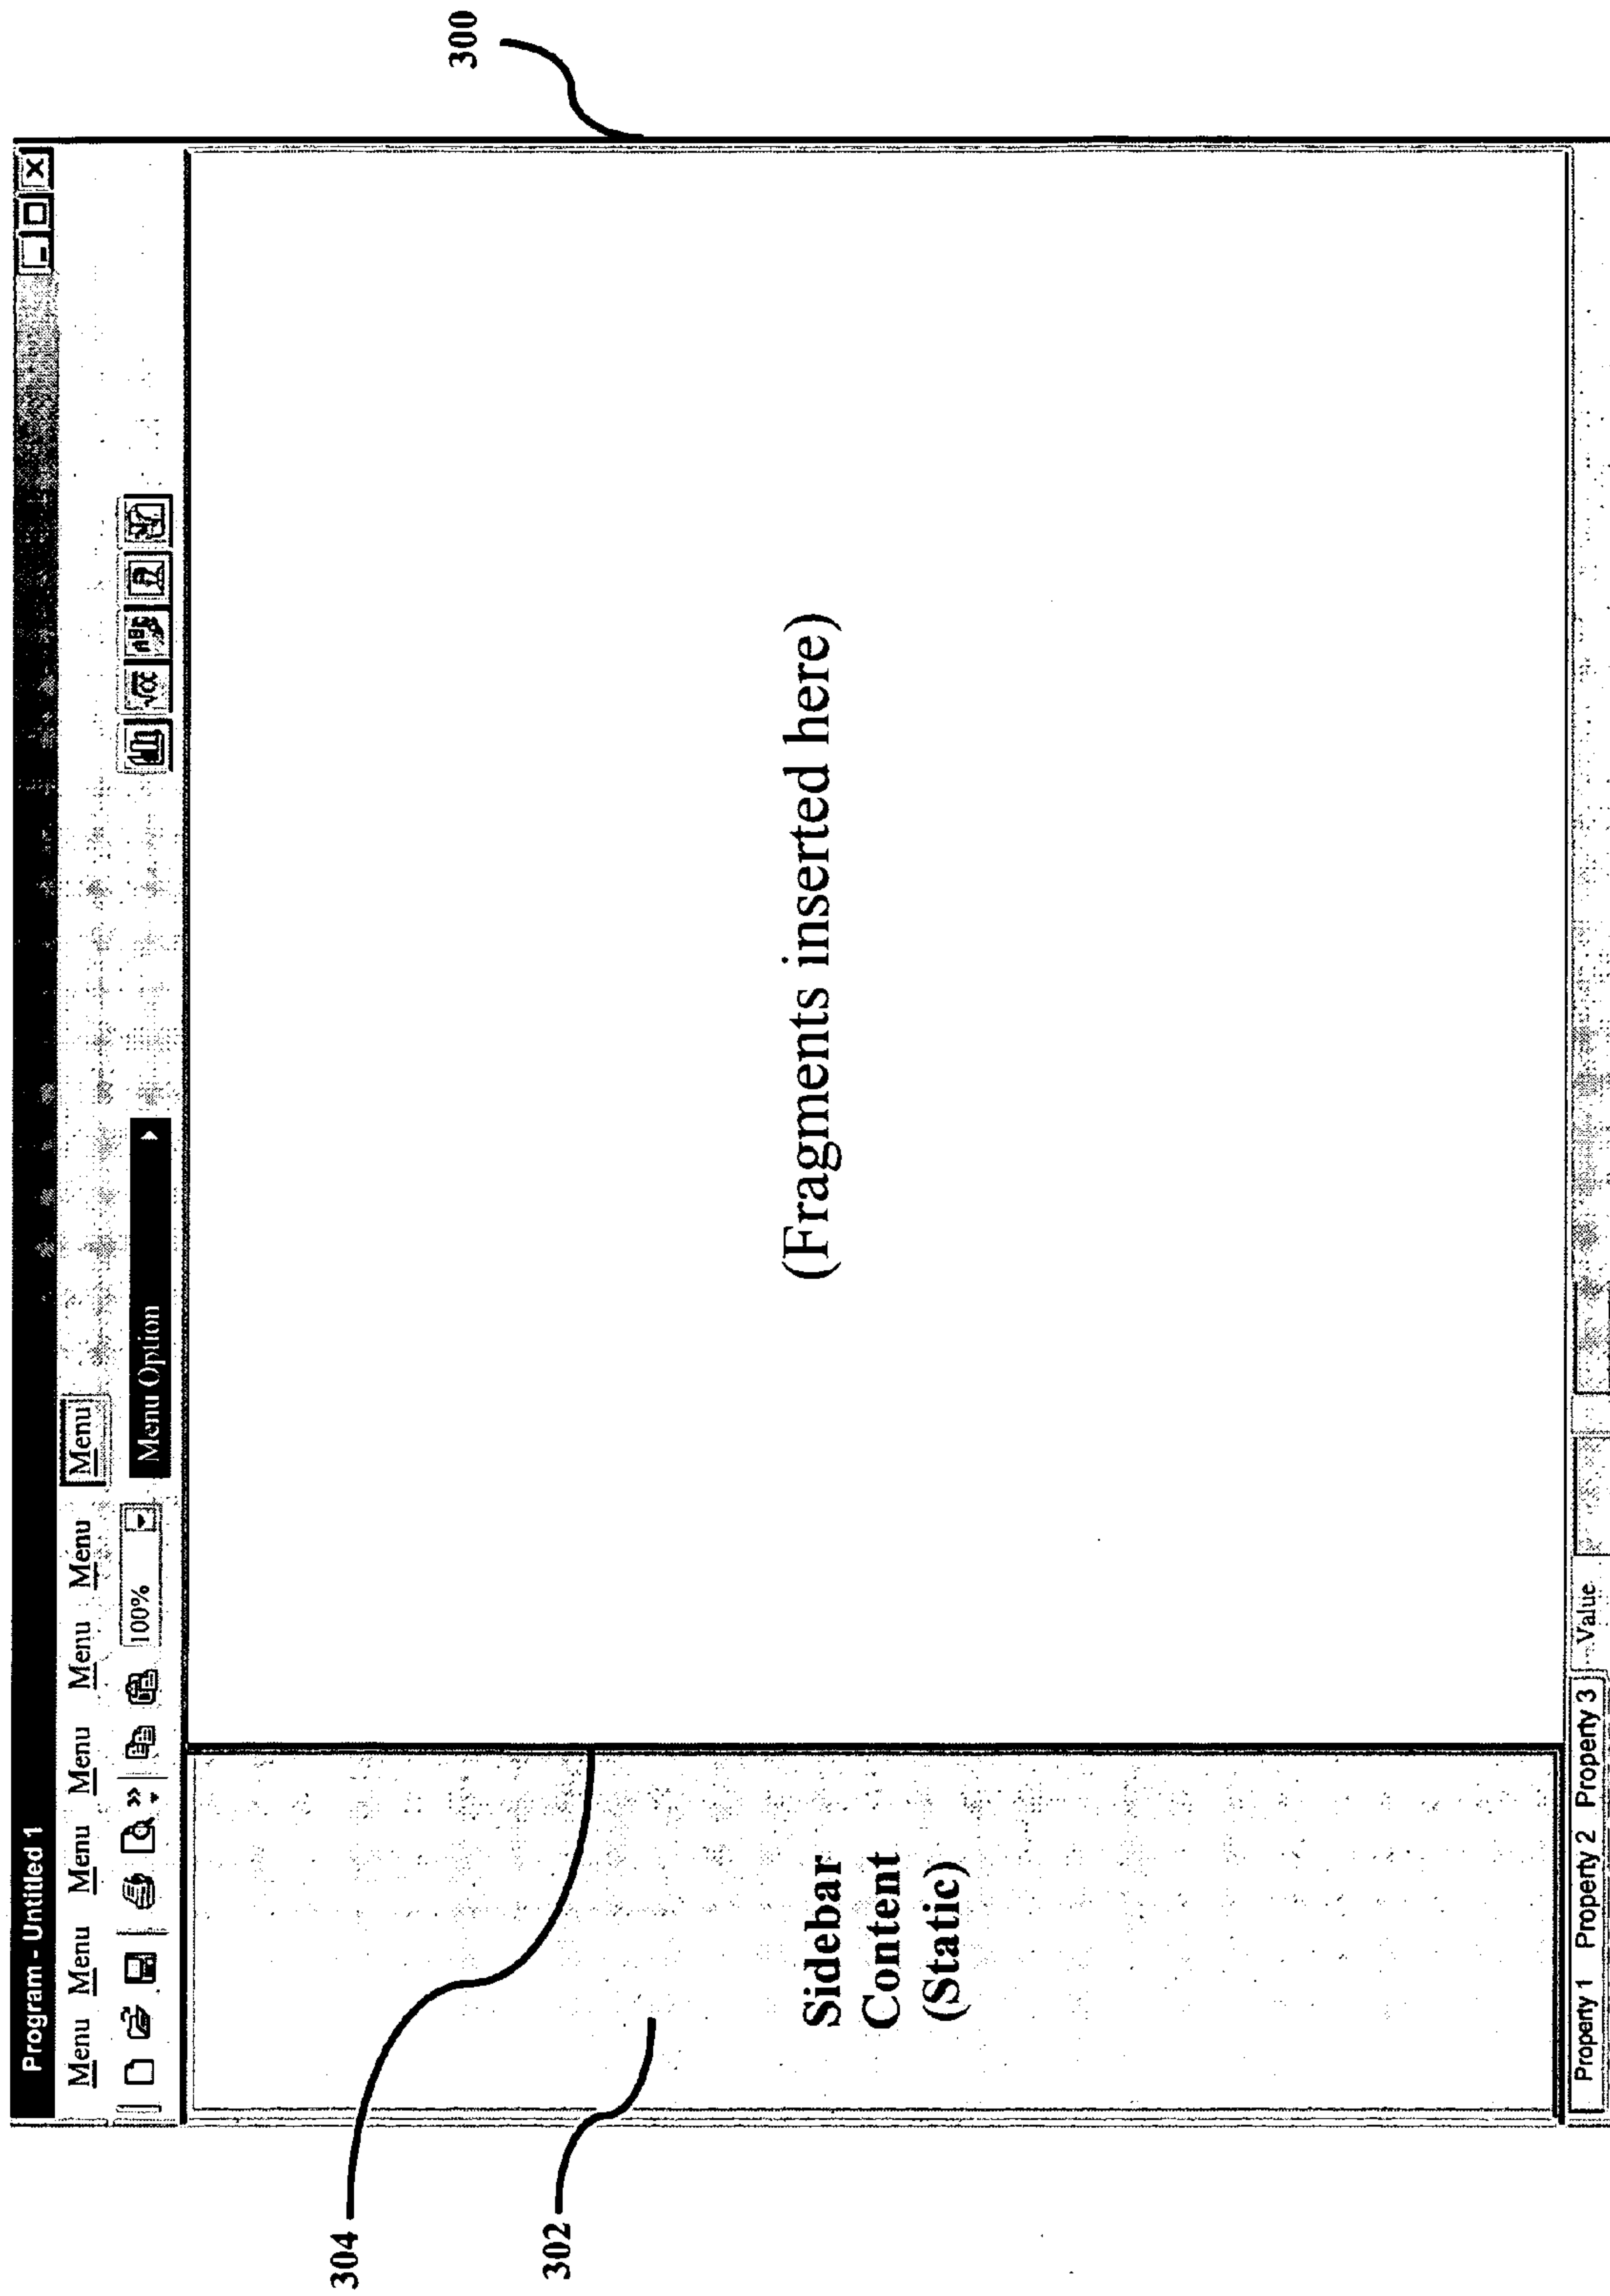 Program - Untitled 1
Menu Menu Menu Menu Menu Menu Menu
100% Menu Option
300
304
302
Sidebar
Content
(Static)
(Fragments inserted here)
Property 1 Property 2 Property 3 Value